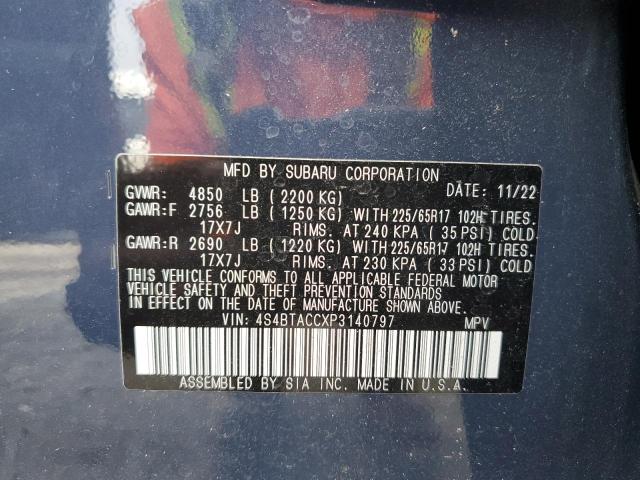 MFD BY SUBARU CORPORATION
GVWR: 4850 LB ( 2200 KG) DATE: 11/22
GAWR:F 2756 LB ( 1250 KG) WITH 225/65R17 102H TIRES.
17X7J RIMS. AT 240 KPA ( 35 PSI) COLD
GAWR:R 2690 LB ( 1220 KG) WITH 225/65R17 102H TIRES.
17X7J RIMS. AT 230 KPA ( 33 PSI) COLD
THIS VEHICLE CONFORMS TO ALL APPLICABLE FEDERAL MOTOR
VEHICLE SAFETY AND THEFT PREVENTION STANDARDS
IN EFFECT ON THE DATE OF MANUFACTURE SHOWN ABOVE.
VIN: 4S4BTACCXP3140797 MPV
ASSEMBLED BY SIA INC. MADE IN U.S.A.